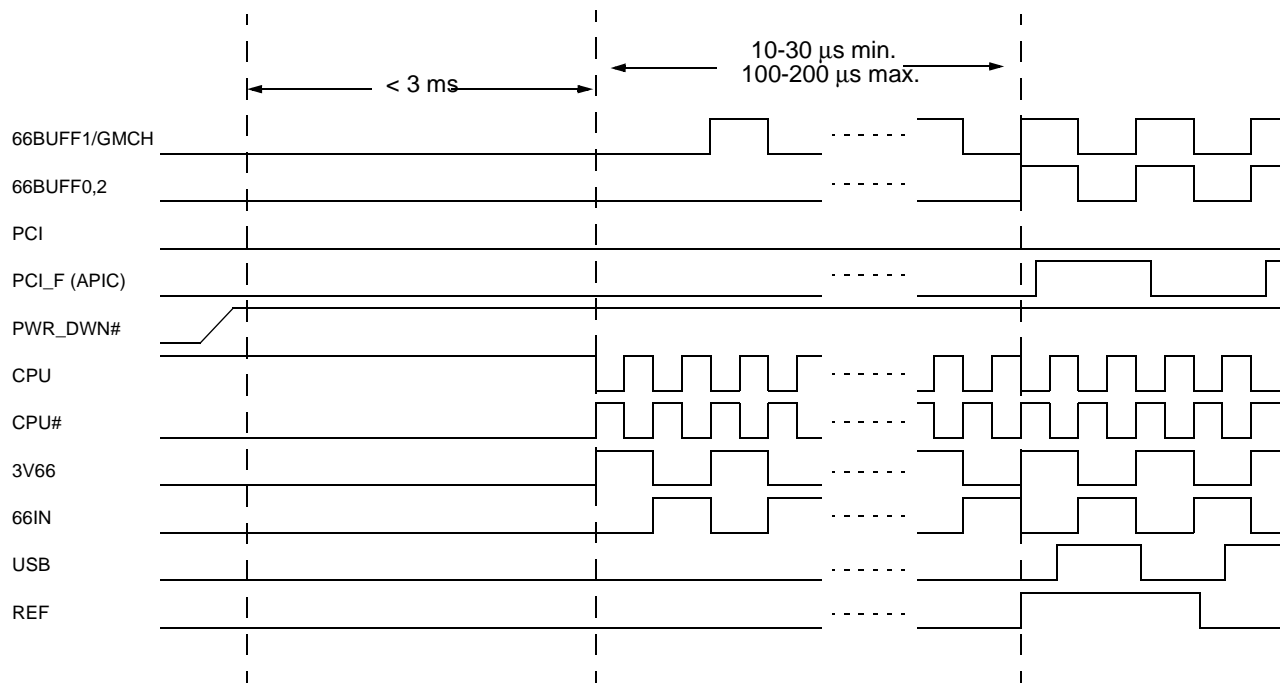 10-30 μs min.
100-200 μs max.
< 3 ms
66BUFF1/GMCH
66BUFF0,2
PCI
PCI_F (APIC)
PWR_DWN#
CPU
CPU#
3V66
66IN
USB
REF